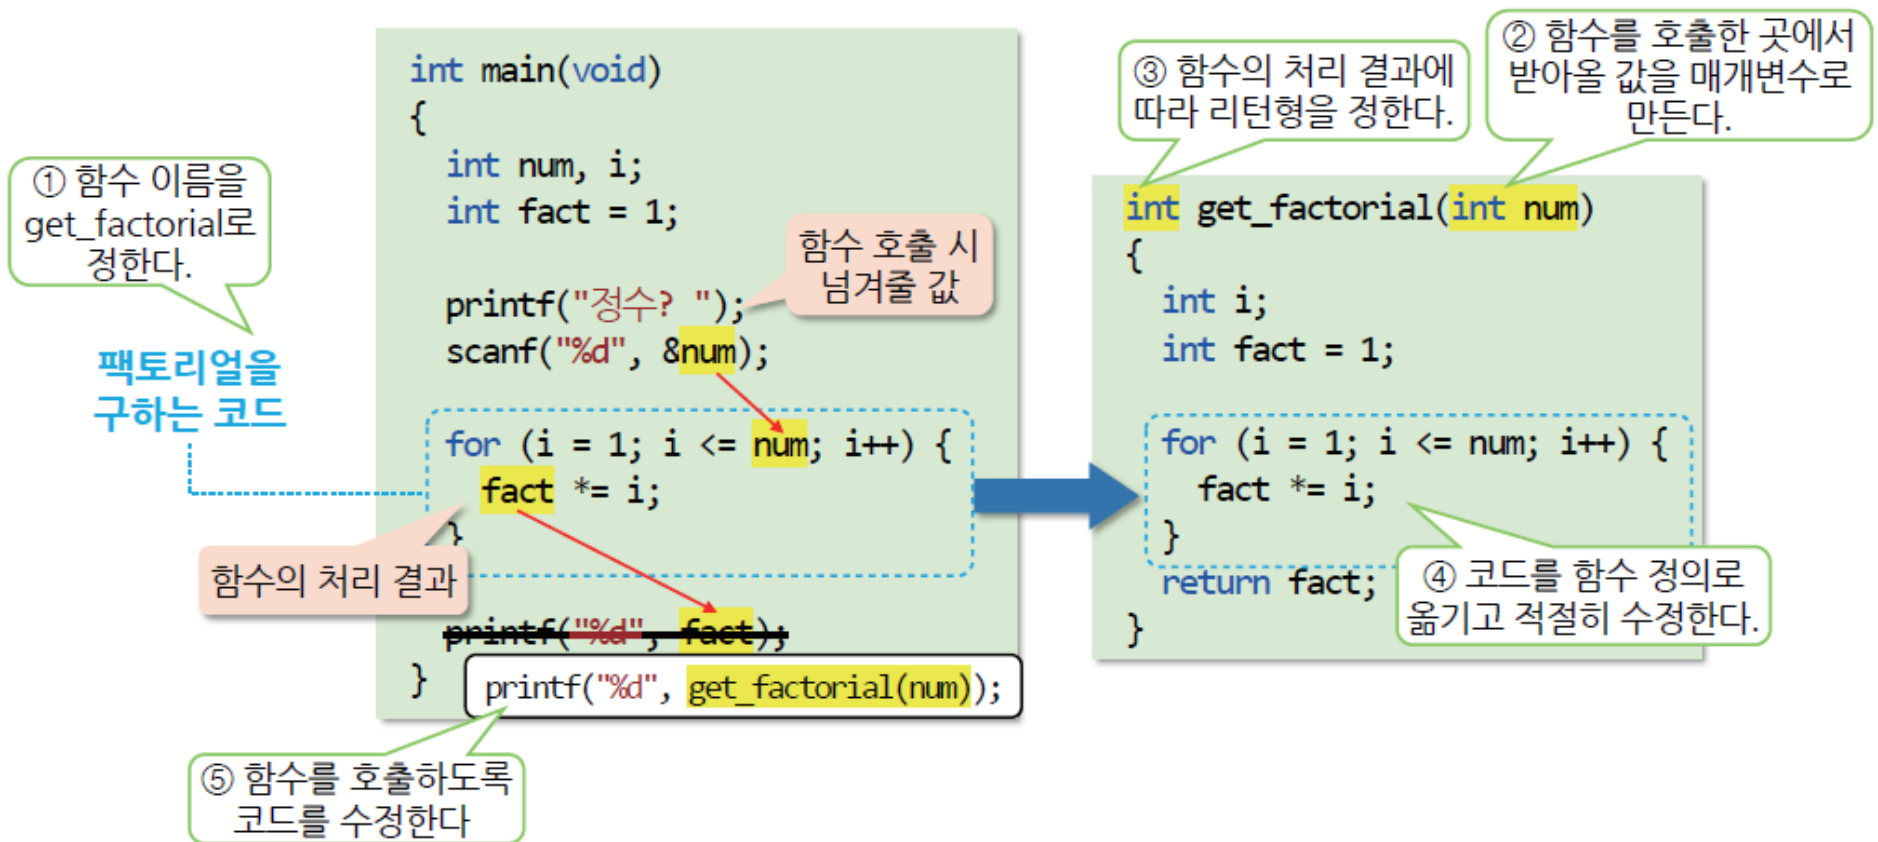 ① 함수 이름을
get_factorial로
정한다.
팩토리얼을
구하는 코드
int main(void)
{
int num, i;
int fact = 1;
printf("정수? ");
scanf("%d", &num);
함수 호출 시
넘겨줄 값
for (i = 1; i <= num; i++) {
fact *= i;
}
함수의 처리 결과
printf("%d", fact);
}
printf("%d", get_factorial(num));
⑤ 함수를 호출하도록
코드를 수정한다
③ 함수의 처리 결과에
따라 리턴형을 정한다.
② 함수를 호출한 곳에서
받아올 값을 매개변수로
만든다.
int get_factorial(int num)
{
int i;
int fact = 1;
for (i = 1; i <= num; i++) {
fact *= i;
}
return fact;
}
④ 코드를 함수 정의로
옮기고 적절히 수정한다.